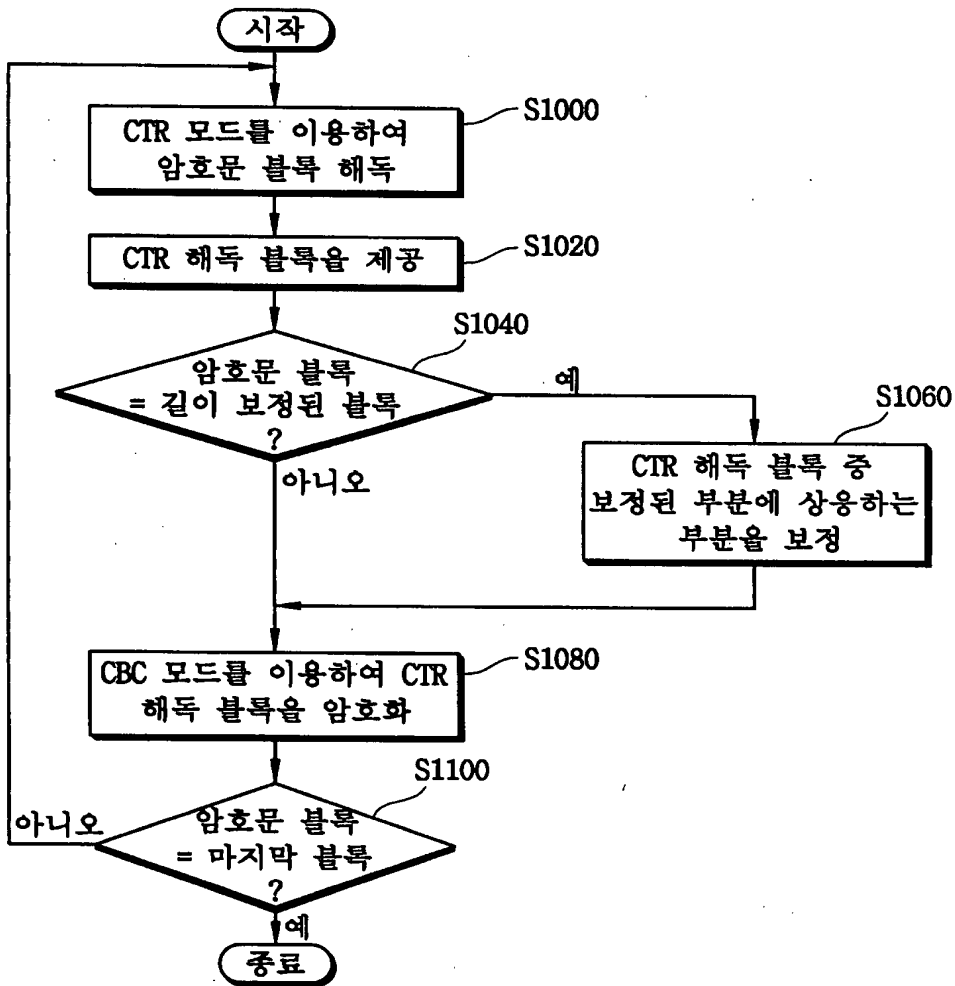 시작
CTR 모드를 이용하여
암호문 블록 해독
S1000
CTR 해독 블록을 제공
S1020
S1040
암호문 블록
= 길이 보정된 블록
?
예
아니오
S1060
CTR 해독 블록 중
보정된 부분에 상응하는
부분을 보정
CBC 모드를 이용하여 CTR
해독 블록을 암호화
S1080
S1100
암호문 블록
= 마지막 블록
?
아니오
예
종료